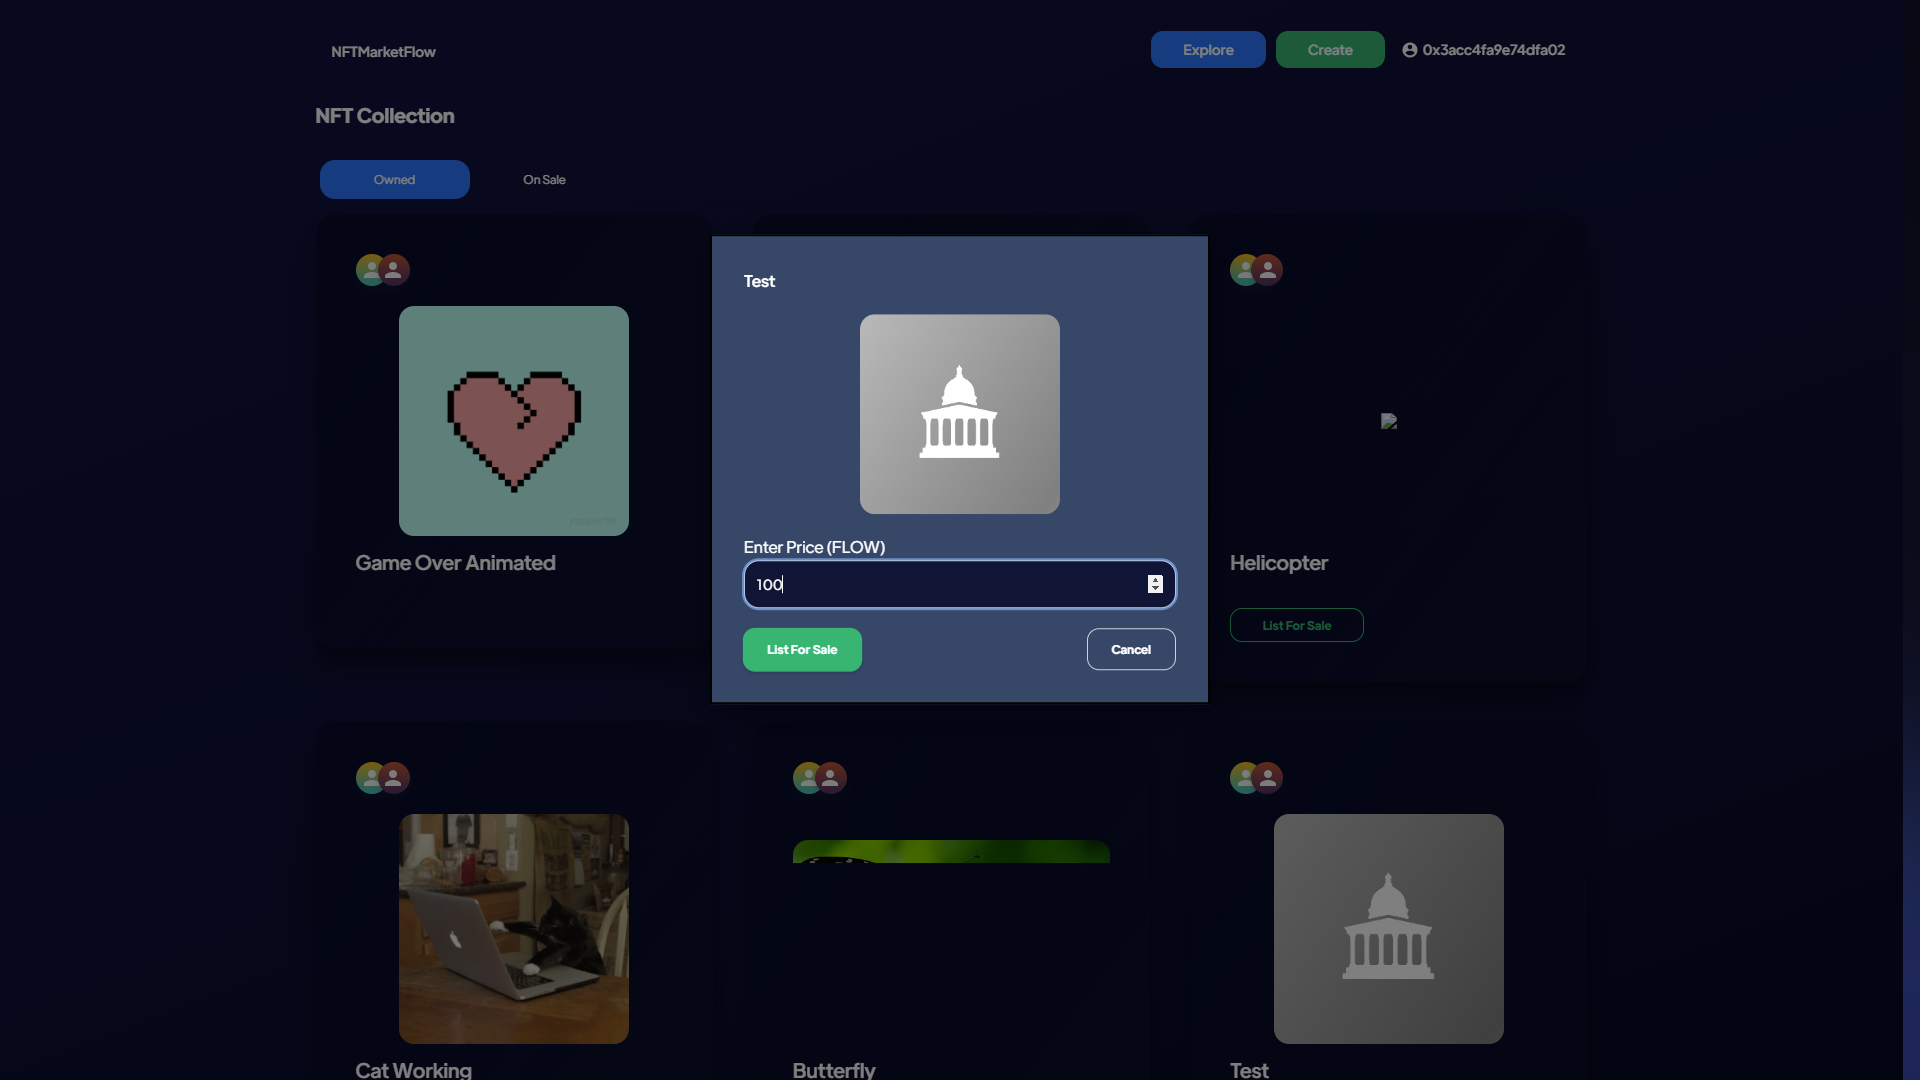 NFTMarketFlow
Explore
Create
0x3acc4fa9e74dfa02
NFT Collection
Owned
On Sale
Test
Enter Price (FLOW)
100
List For Sale
Cancel
Game Over Animated
Helicopter
List For Sale
Cat Working
Butterfly
Test